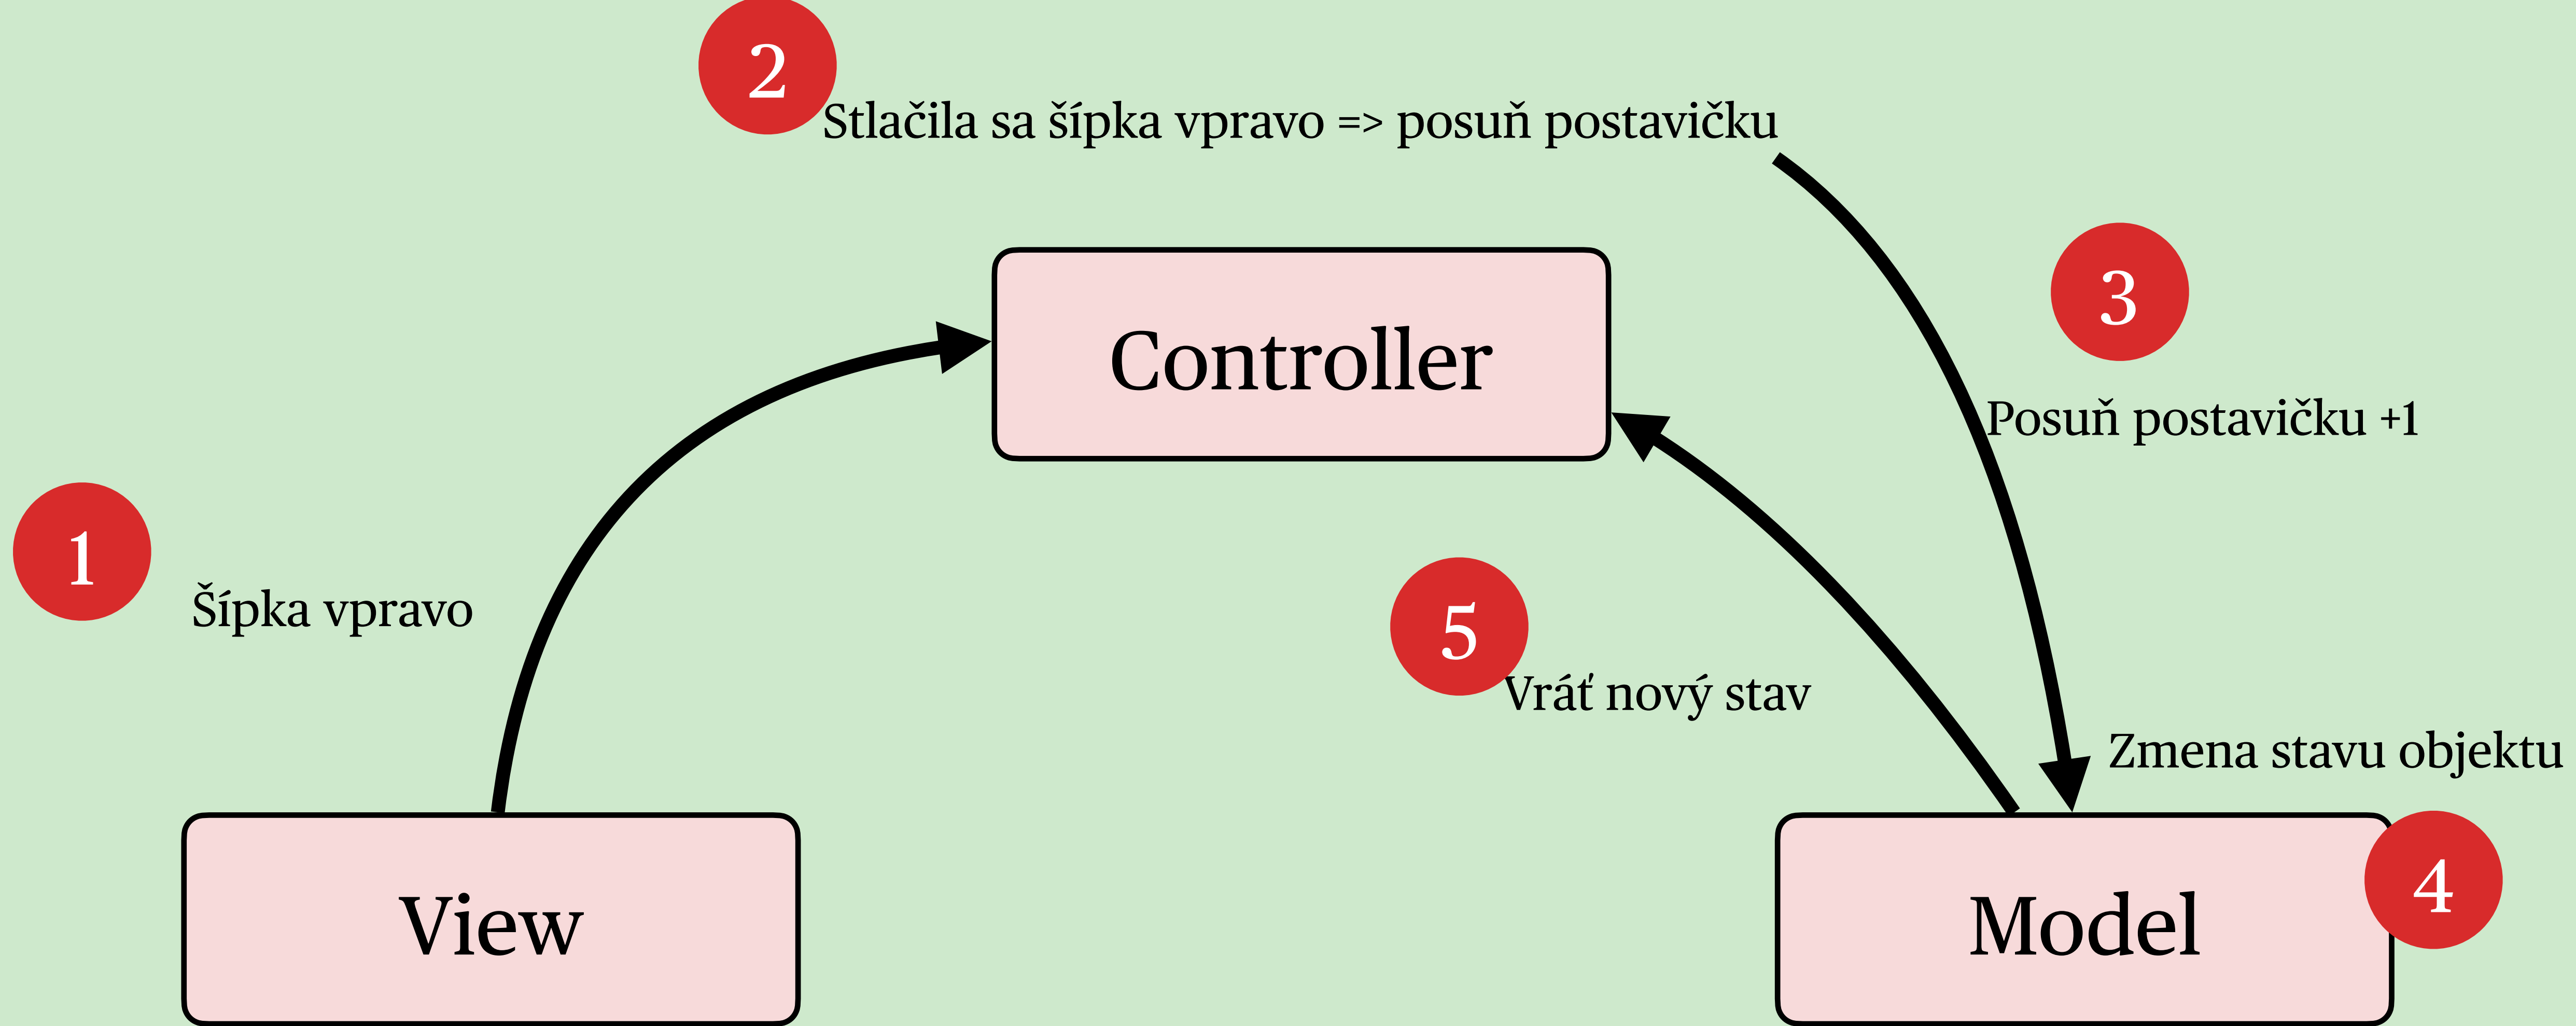 2
Stlačila sa šípka vpravo => posuň postavičku
3
Controller
Posuň postavičku +1
1
Šípka vpravo
5
Vráť nový stav
Zmena stavu objektu
4
View
Model